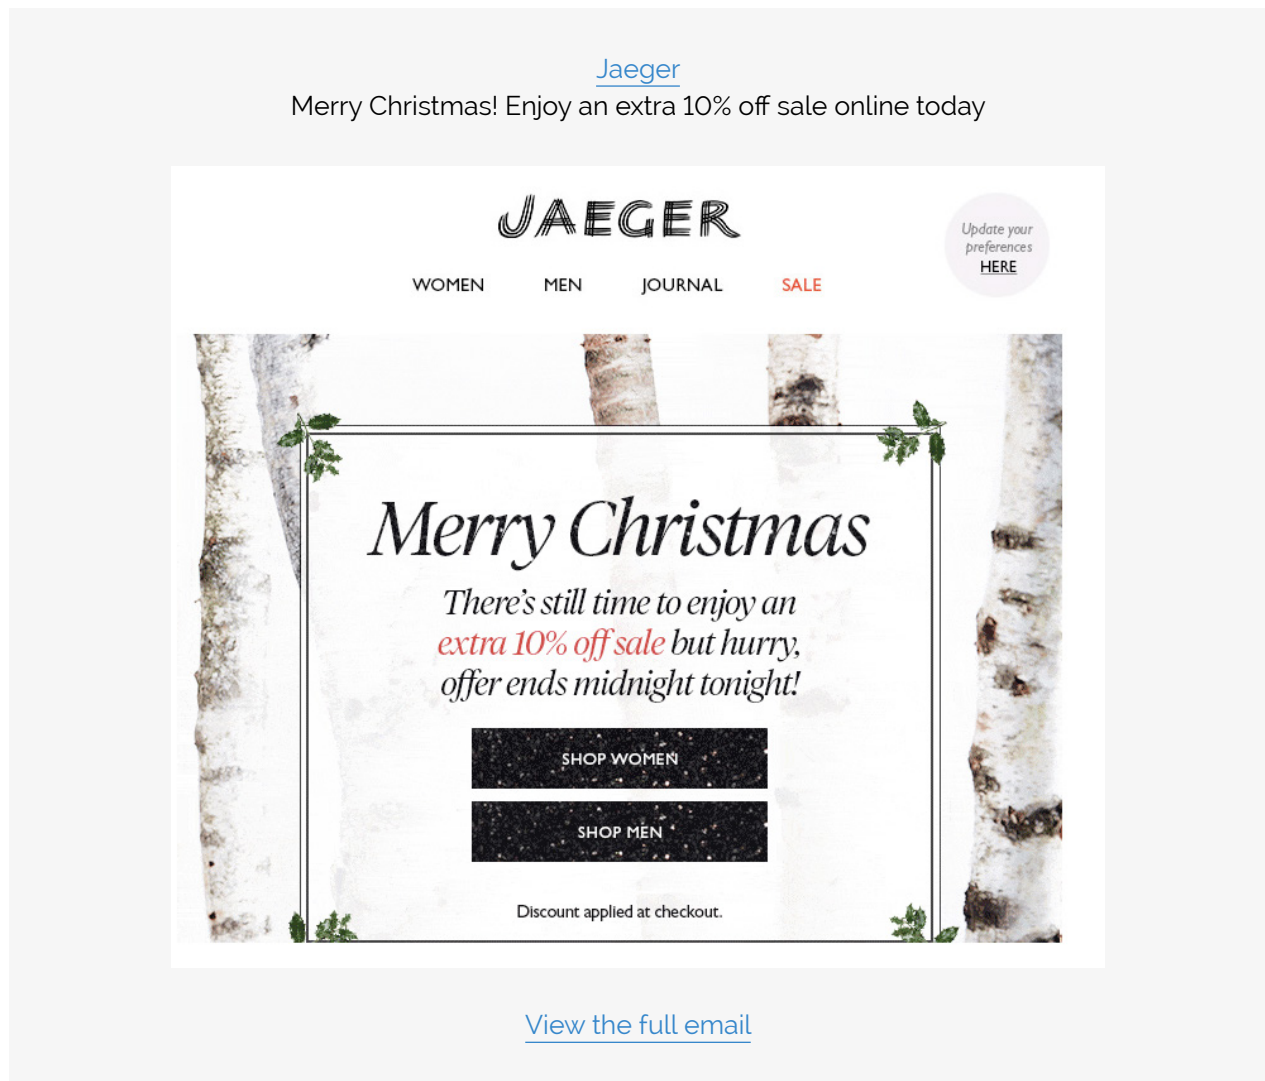 Jaeger
Merry Christmas! Enjoy an extra 10% off sale online today
JAEGER
Update your
preferences
HERE
WOMEN MEN JOURNAL SALE
Merry Christmas
There's still time to enjoy an
extra 10% off sale but hurry,
offer ends midnight tonight!
SHOP WOMEN
SHOP MEN
Discount applied at checkout.
View the full email